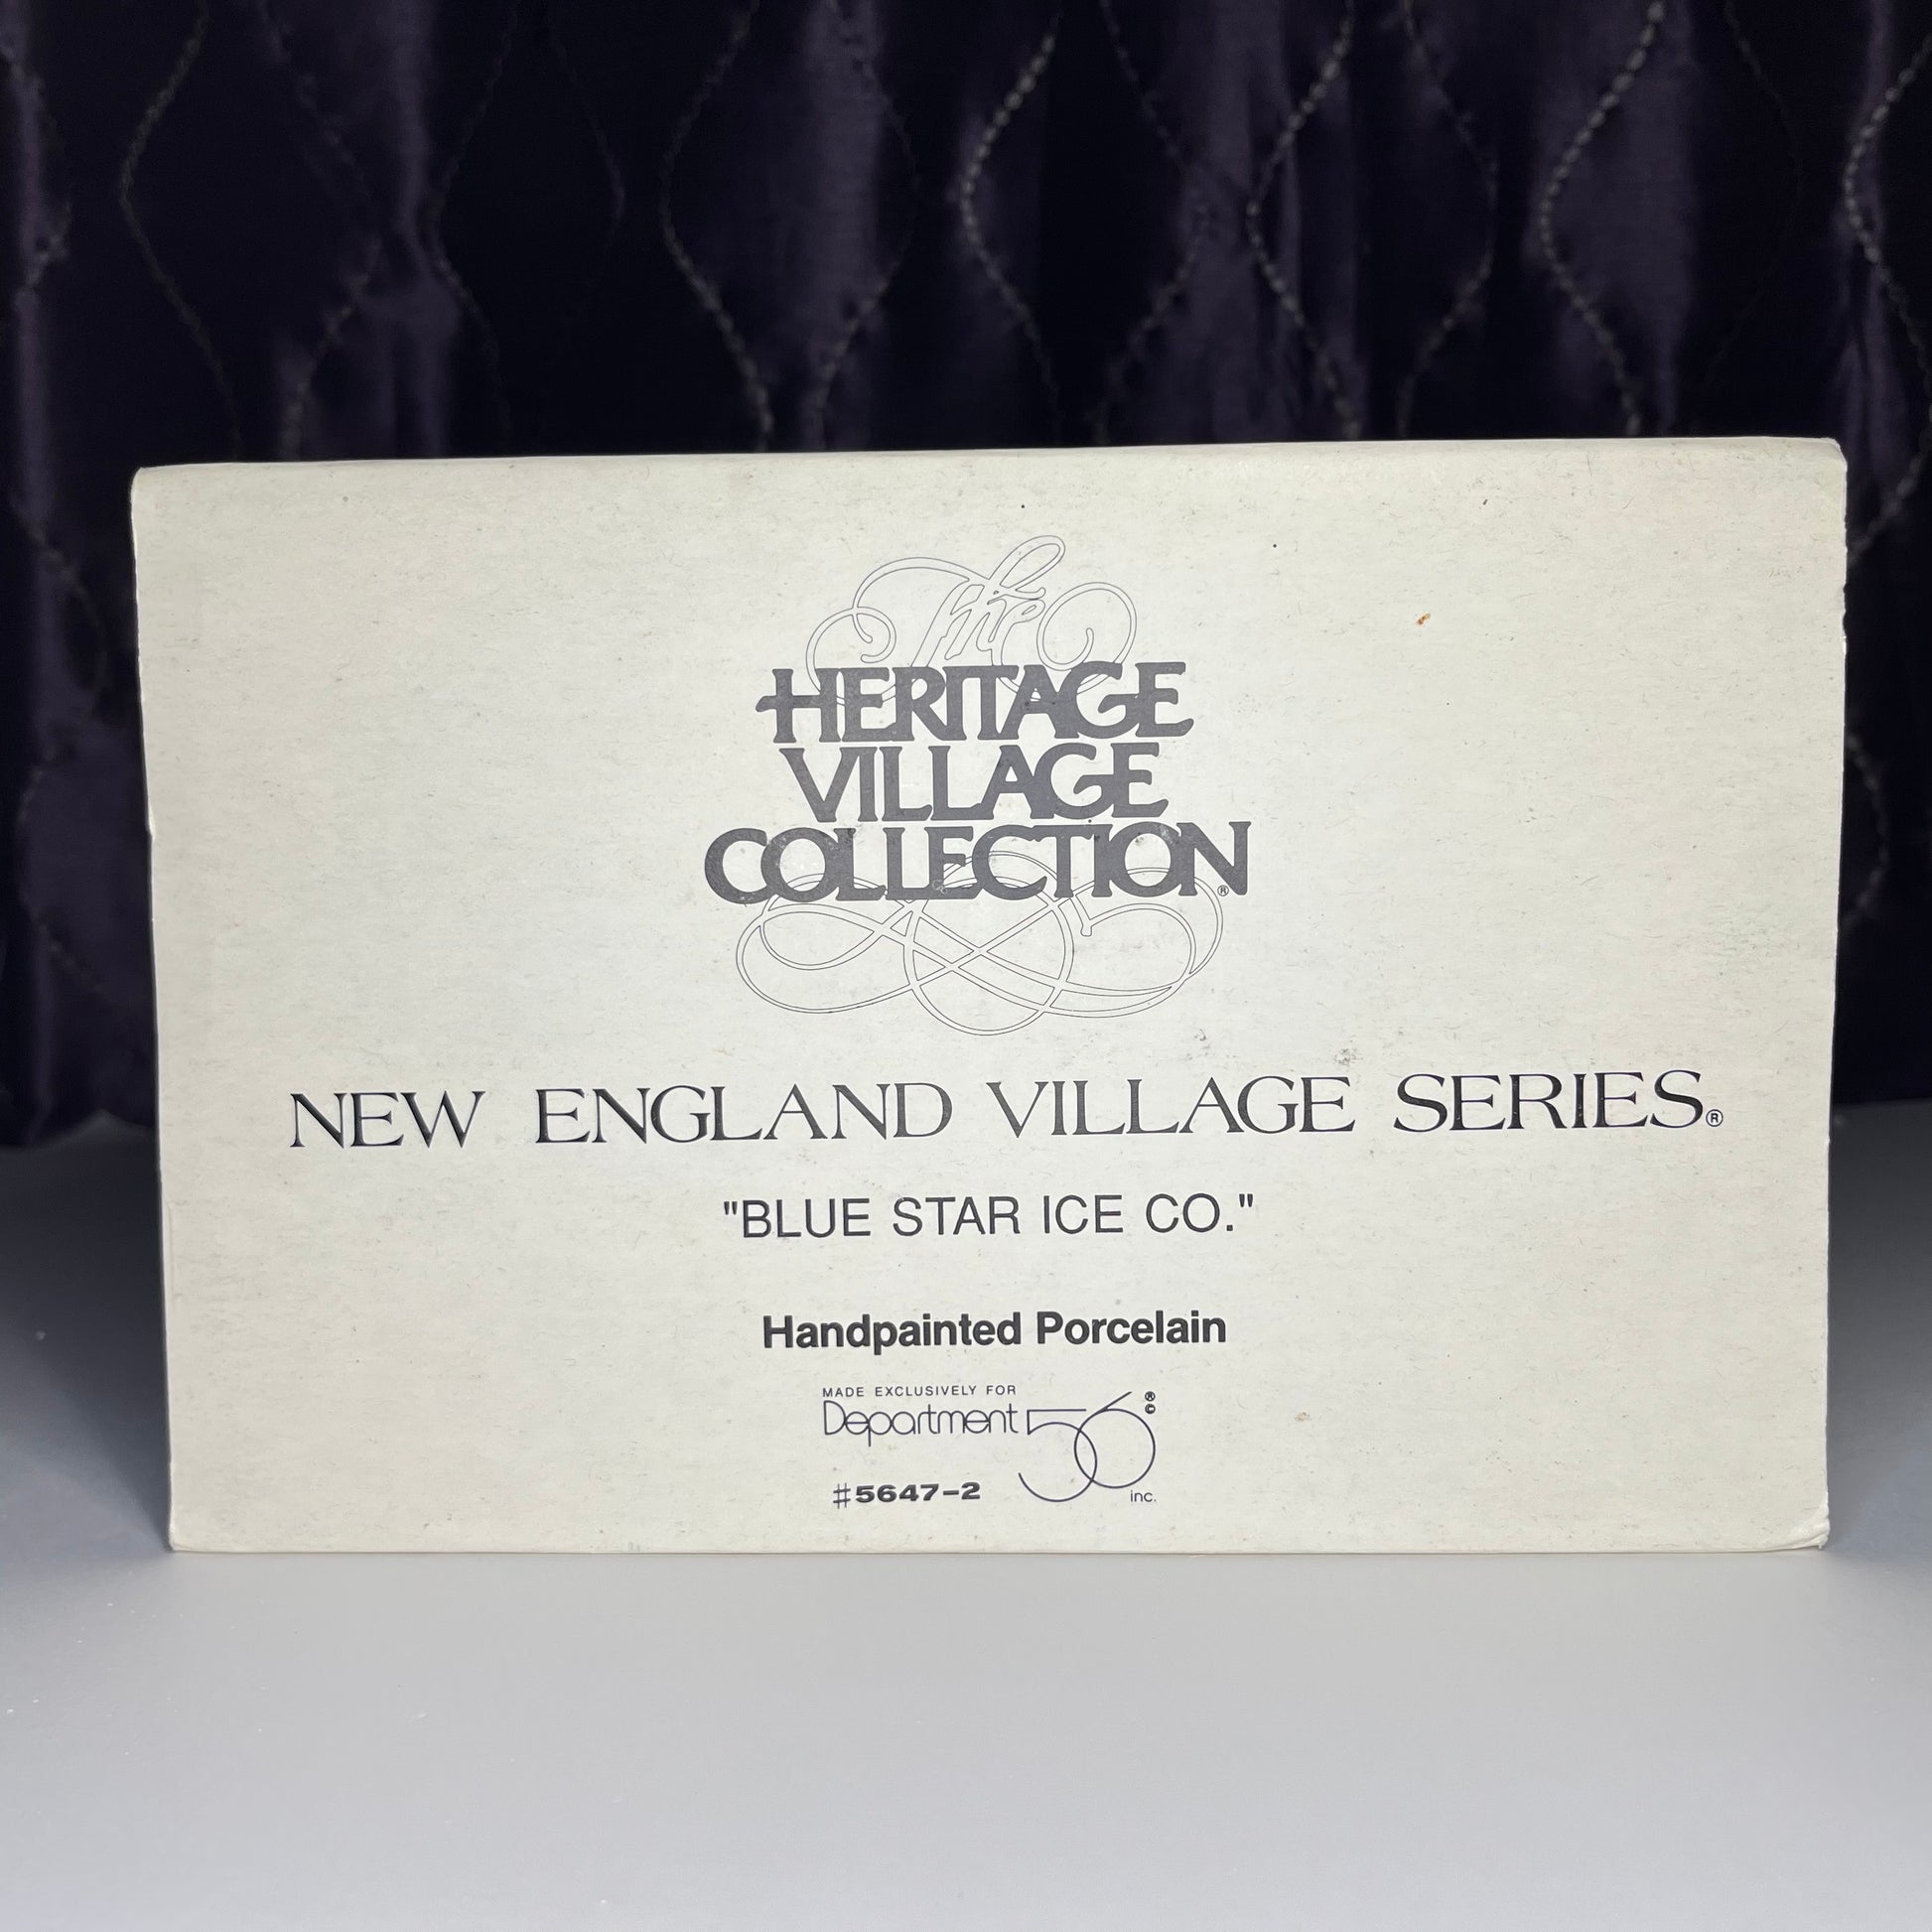 The
HERITAGE
VILLAGE
COLLECTION®
NEW ENGLAND VILLAGE SERIES®
"BLUE STAR ICE CO."
Handpainted Porcelain
MADE EXCLUSIVELY FOR
Department 56 ® ©
#5647-2 inc.